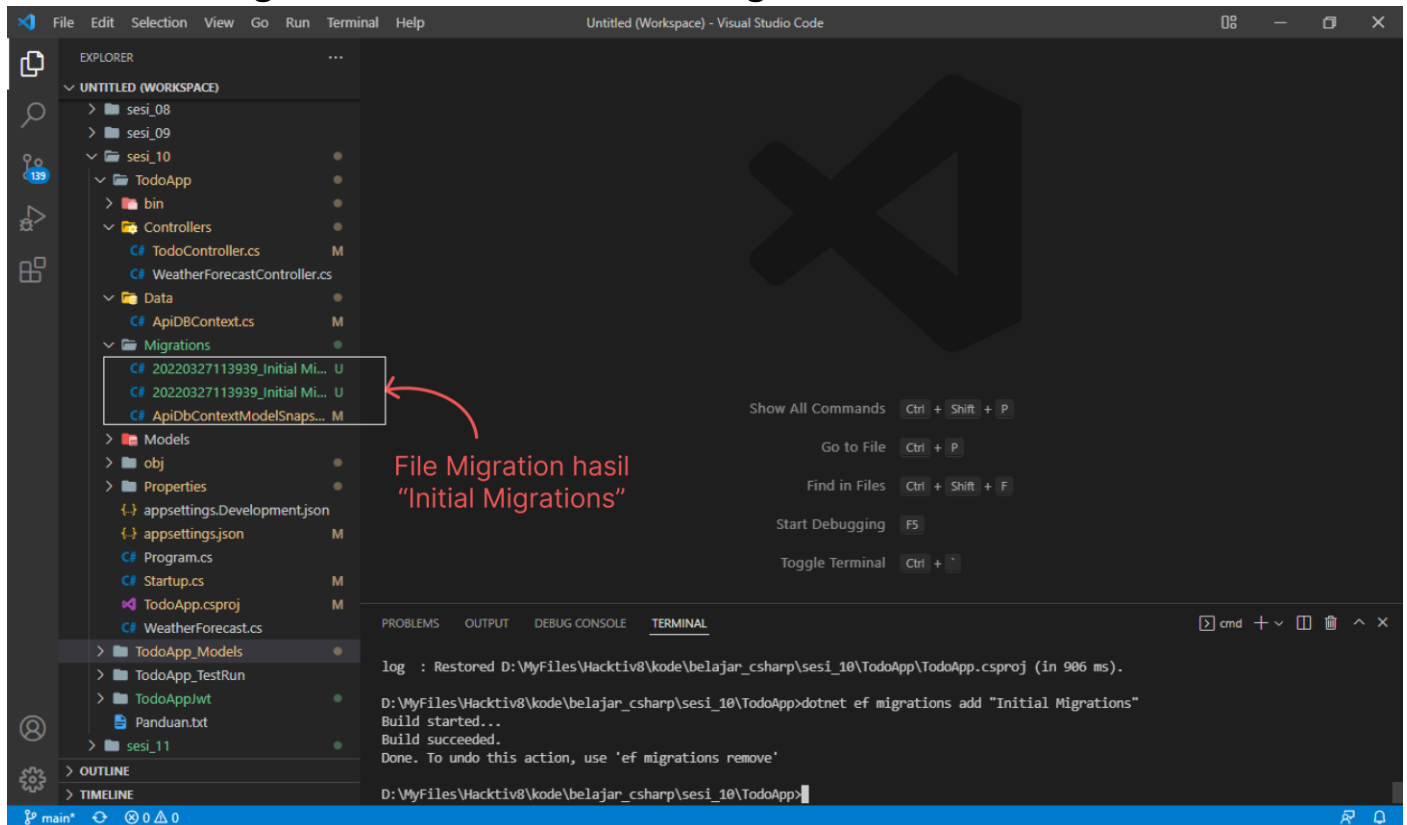 File Edit Selection View Go Run Terminal Help
Untitled (Workspace) - Visual Studio Code
EXPLORER
UNTITLED (WORKSPACE)
sesi_08
sesi_09
sesi_10
139
TodoApp
bin
Controllers
C# TodoController.cs M
C# WeatherForecastController.cs
Data
C# ApiDBContext.cs M
Migrations
C# 20220327113939_Initial Mi... U
C# 20220327113939_Initial Mi... U
C# ApiDbContextModelSnaps... M
Models
obj
Properties
appsettings.Development.json
appsettings.json M
C# Program.cs
C# Startup.cs M
TodoApp.csproj M
C# WeatherForecast.cs
TodoApp_Models
TodoApp_TestRun
TodoAppJwt
Panduan.txt
sesi_11
OUTLINE
TIMELINE
File Migration hasil
“Initial Migrations”
Show All Commands Ctrl + Shift + P
Go to File Ctrl + P
Find in Files Ctrl + Shift + F
Start Debugging F5
Toggle Terminal Ctrl + `
PROBLEMS OUTPUT DEBUG CONSOLE TERMINAL
cmd
log : Restored D:\MyFiles\Hacktiv8\kode\belajar_csharp\sesi_10\TodoApp\TodoApp.csproj (in 906 ms).
D:\MyFiles\Hacktiv8\kode\belajar_csharp\sesi_10\TodoApp>dotnet ef migrations add "Initial Migrations"
Build started...
Build succeeded.
Done. To undo this action, use 'ef migrations remove'
D:\MyFiles\Hacktiv8\kode\belajar_csharp\sesi_10\TodoApp>
main* 0 0